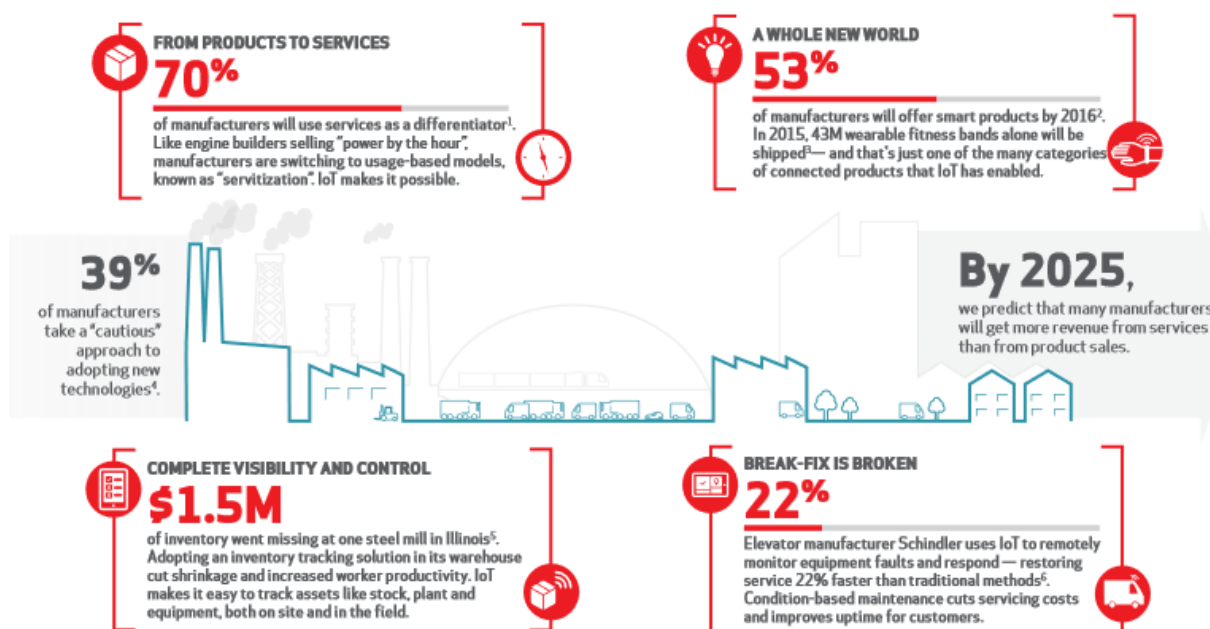 FROM PRODUCTS TO SERVICES
70%
of manufacturers will use services as a differentiator¹.
Like engine builders selling "power by the hour",
manufacturers are switching to usage-based models,
known as "servitization". IoT makes it possible.
A WHOLE NEW WORLD
53%
of manufacturers will offer smart products by 2016².
In 2015, 43M wearable fitness bands alone will be
shipped³— and that's just one of the many categories
of connected products that IoT has enabled.
39%
of manufacturers
take a "cautious"
approach to
adopting new
technologies⁴.
By 2025,
we predict that many manufacturers
will get more revenue from services
than from product sales.
COMPLETE VISIBILITY AND CONTROL
$1.5M
of inventory went missing at one steel mill in Illinois⁵.
Adopting an inventory tracking solution in its warehouse
cut shrinkage and increased worker productivity. IoT
makes it easy to track assets like stock, plant and
equipment, both on site and in the field.
BREAK-FIX IS BROKEN
22%
Elevator manufacturer Schindler uses IoT to remotely
monitor equipment faults and respond — restoring
service 22% faster than traditional methods⁶.
Condition-based maintenance cuts servicing costs
and improves uptime for customers.